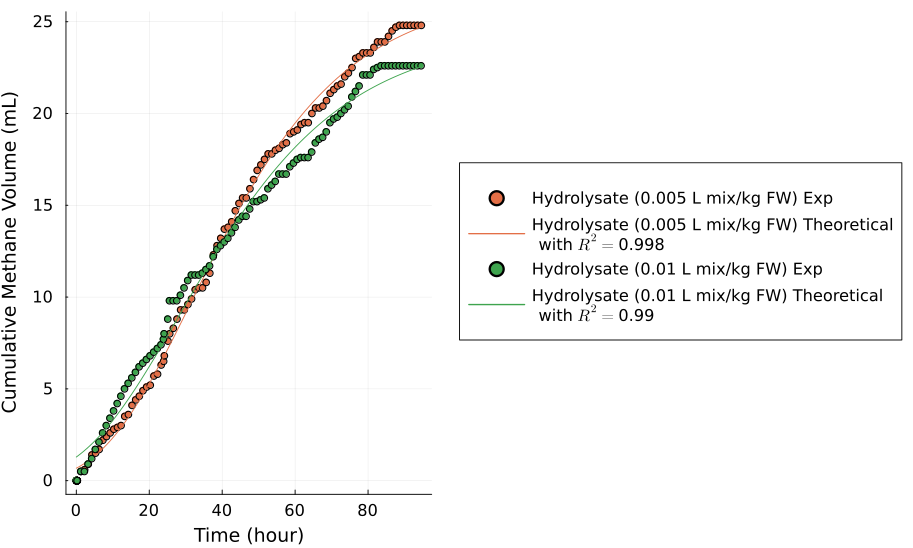 25
20
15
10
5
0
Cumulative Methane Volume (mL)
0 20 40 60 80
Time (hour)
Hydrolysate (0.005 L mix/kg FW) Exp
Hydrolysate (0.005 L mix/kg FW) Theoretical
with R² = 0.998
Hydrolysate (0.01 L mix/kg FW) Exp
Hydrolysate (0.01 L mix/kg FW) Theoretical
with R² = 0.99